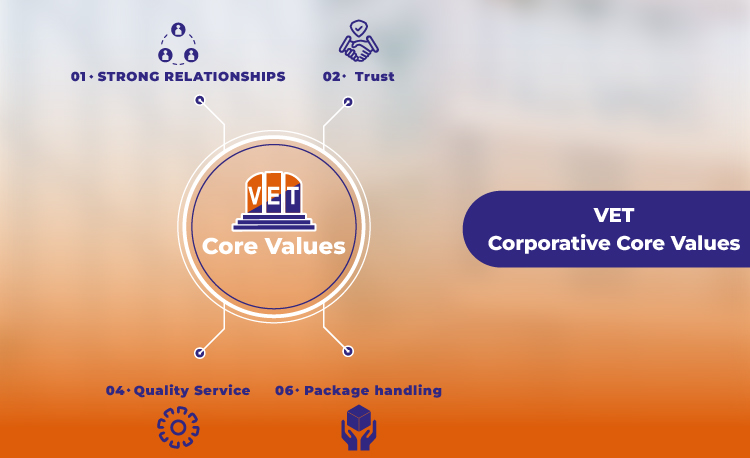 01· STRONG RELATIONSHIPS
02· Trust
VET
Core Values
VET
Corporative Core Values
04· Quality Service
06· Package handling